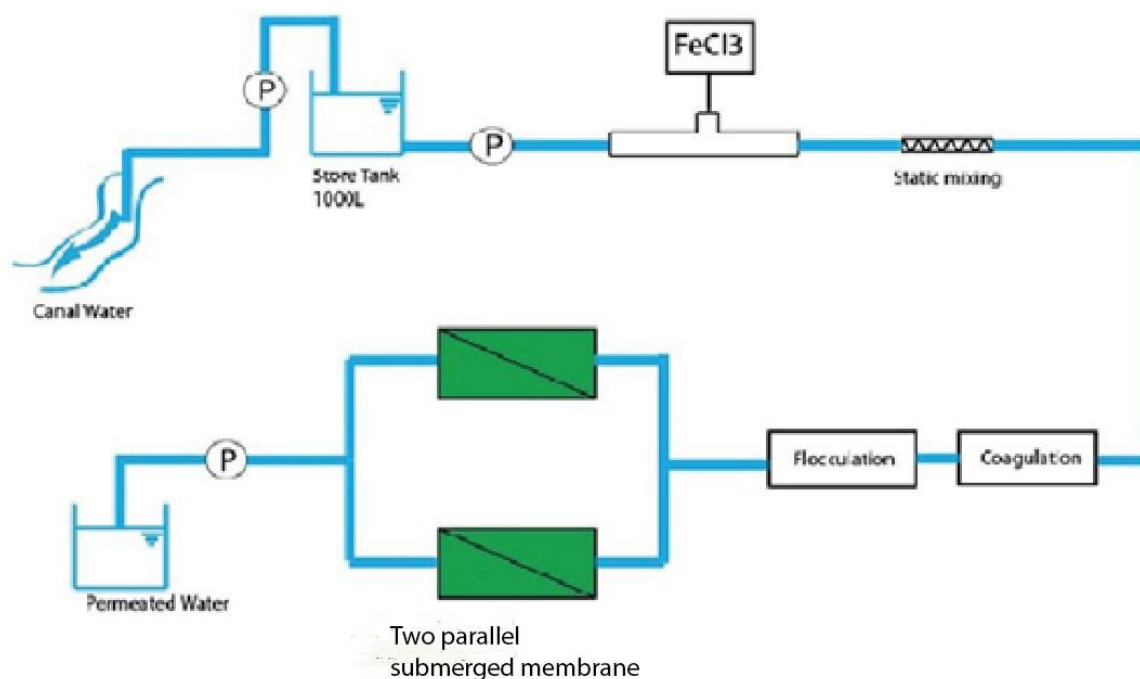 P
FeCl3
P
Store Tank
1000L
Static mixing
Canal Water
P
Flocculation
Coagulation
Permeated Water
Two parallel
submerged membrane